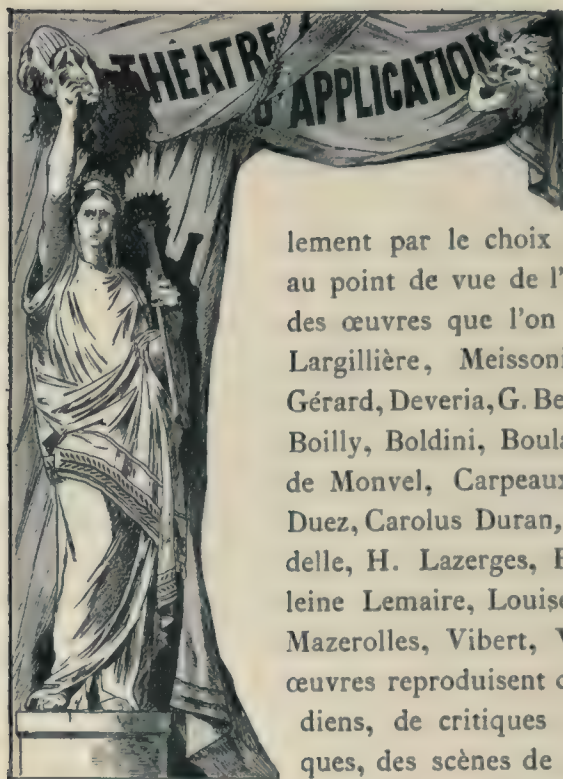 THÉATRE
D'APPLICATION
lement par le choix
au point de vue de l'
des œuvres que l'on
Largillière, Meissoni
Gérard, Deveria, G. Be
Boilly, Boldini, Boula
de Monvel, Carpeaux
Duez, Carolus Duran,
delle, H. Lazerges, 
leine Lemaire, Louise
Mazerolles, Vibert, 
œuvres reproduisent 
diens, de critiques
ques, des scènes de